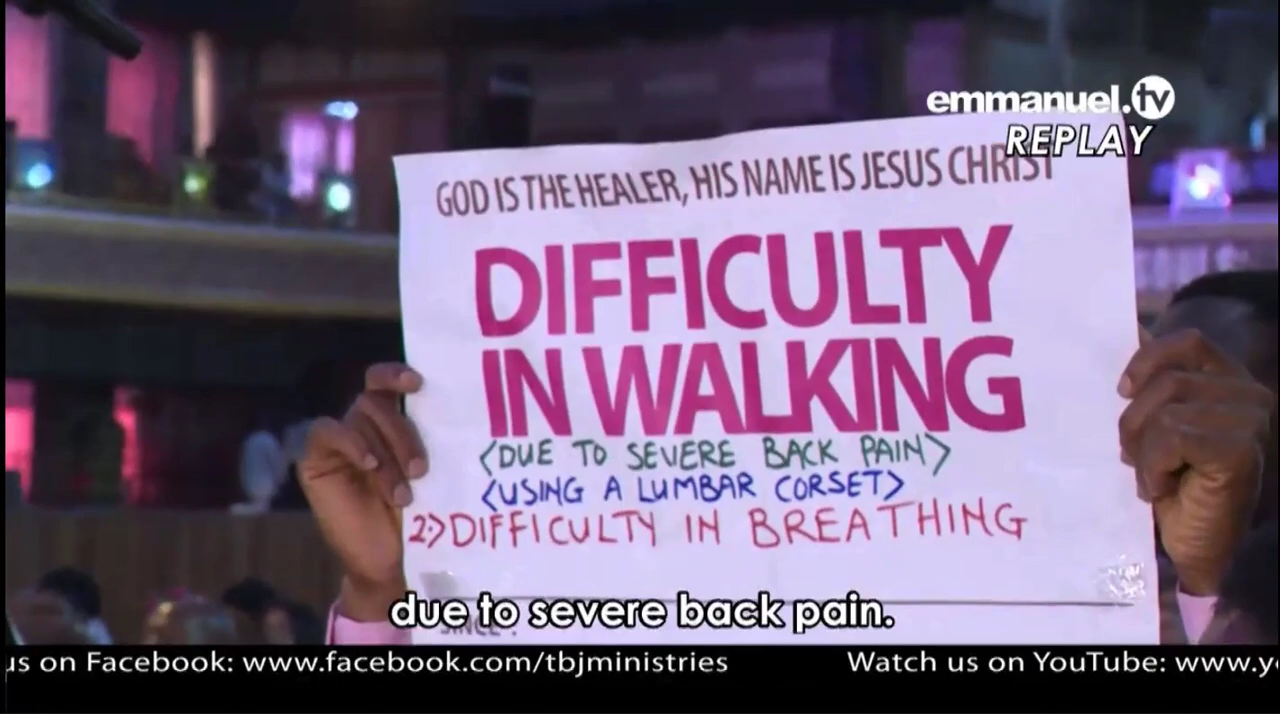 emmanuel.tv
REPLAY
GOD IS THE HEALER, HIS NAME IS JESUS CHRIST
DIFFICULTY
IN WALKING
<DUE TO SEVERE BACK PAIN>
<USING A LUMBAR CORSET>
2:>DIFFICULTY IN BREATHING
SINCE:
due to severe back pain.
us on Facebook: www.facebook.com/tbjministries Watch us on YouTube: